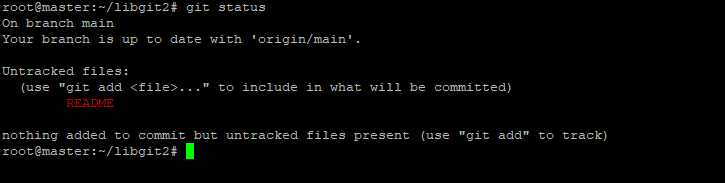 root@master:~/libgit2# git status
On branch main
Your branch is up to date with 'origin/main'.
Untracked files:
  (use "git add <file>..." to include in what will be committed)
        README
nothing added to commit but untracked files present (use "git add" to track)
root@master:~/libgit2#